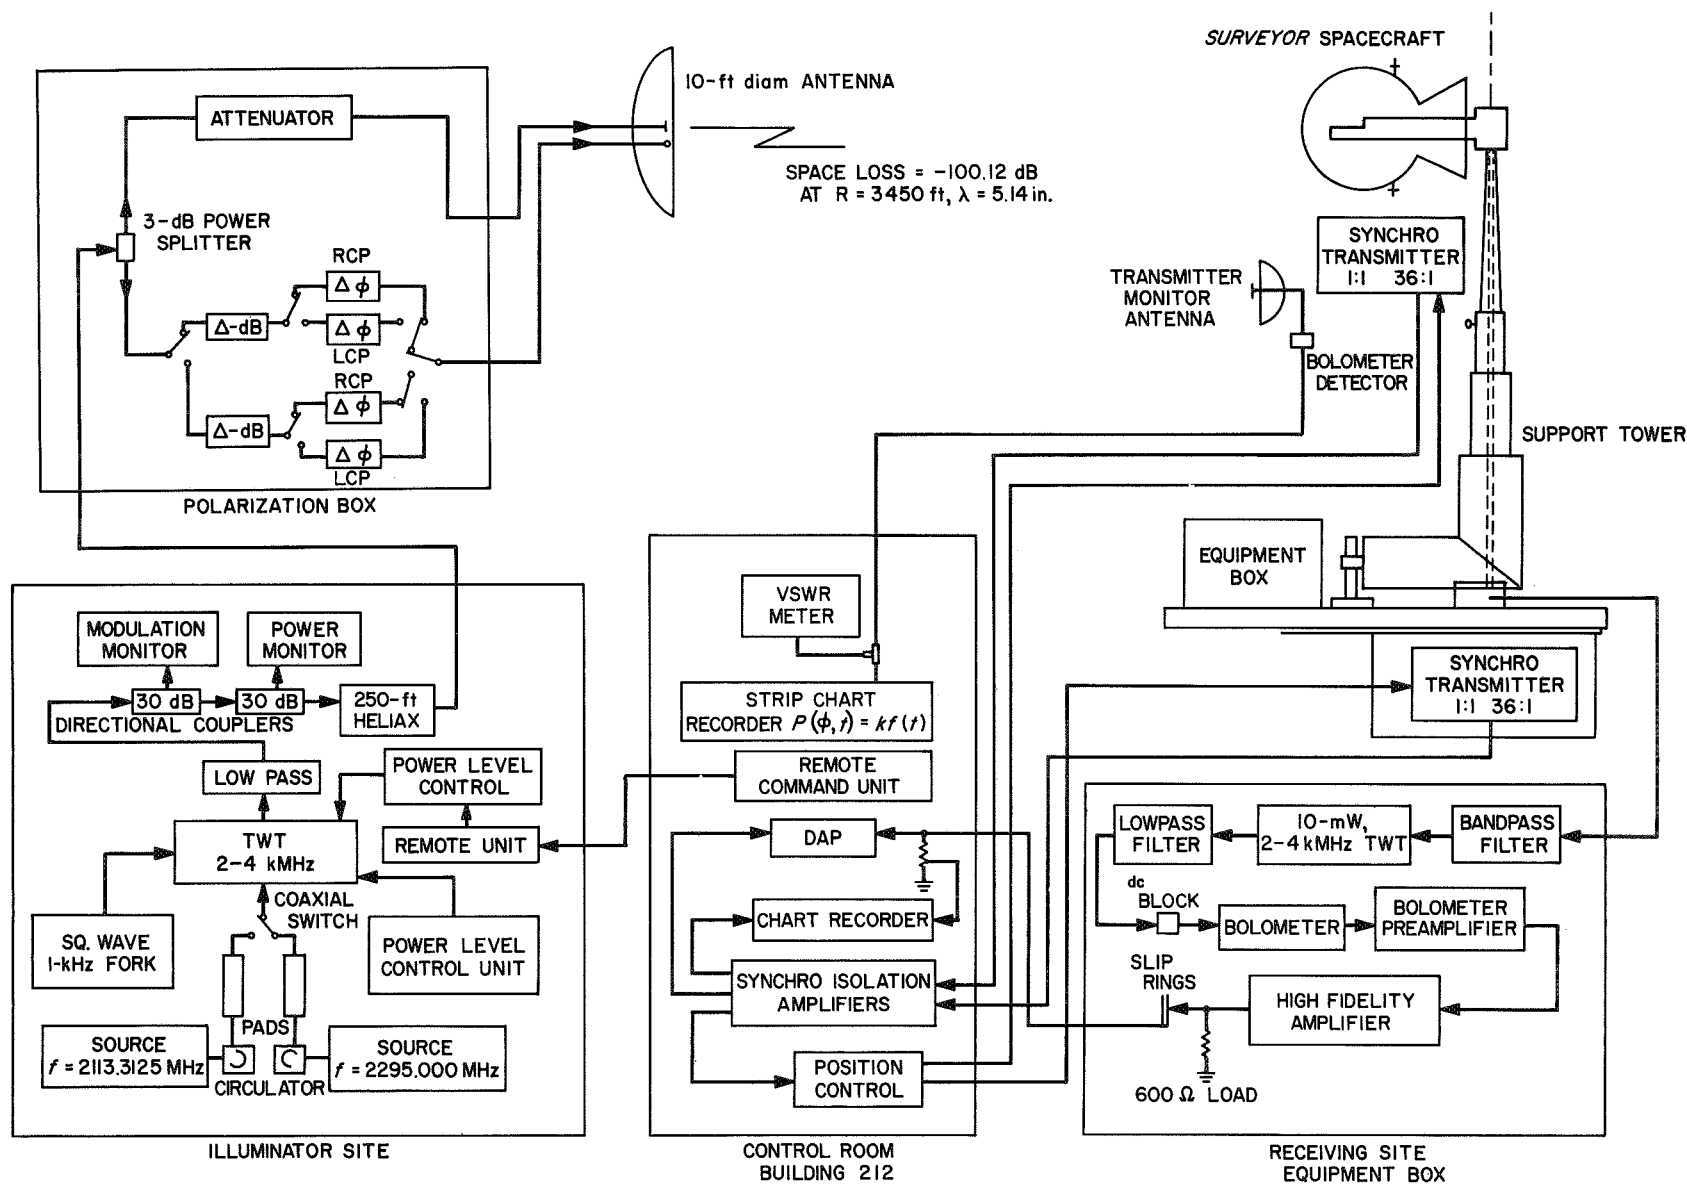 SURVEYOR SPACECRAFT
10-ft diam ANTENNA
ATTENUATOR
SPACE LOSS = -100.12 dB
AT R = 3450 ft, λ = 5.14 in.
3-dB POWER
SPLITTER
RCP
Δ ϕ
Δ-dB
Δ ϕ
LCP
RCP
Δ ϕ
Δ-dB
Δ ϕ
LCP
POLARIZATION BOX
SYNCHRO
TRANSMITTER
1:1 36:1
TRANSMITTER
MONITOR
ANTENNA
BOLOMETER
DETECTOR
SUPPORT TOWER
EQUIPMENT
BOX
SYNCHRO
TRANSMITTER
1:1 36:1
MODULATION
MONITOR
POWER
MONITOR
30 dB
30 dB
DIRECTIONAL COUPLERS
250-ft
HELIAX
LOW PASS
POWER LEVEL
CONTROL
TWT
2-4 kMHz
REMOTE UNIT
COAXIAL
SWITCH
SQ. WAVE
1-kHz FORK
POWER LEVEL
CONTROL UNIT
PADS
SOURCE
f = 2113.3125 MHz
SOURCE
f = 2295.000 MHz
CIRCULATOR
ILLUMINATOR SITE
VSWR
METER
STRIP CHART
RECORDER P(ϕ,t) = kf(t)
REMOTE
COMMAND UNIT
DAP
CHART RECORDER
SYNCHRO ISOLATION
AMPLIFIERS
POSITION
CONTROL
CONTROL ROOM
BUILDING 212
LOWPASS
FILTER
10-mW,
2-4 kMHz TWT
BANDPASS
FILTER
dc
BLOCK
BOLOMETER
BOLOMETER
PREAMPLIFIER
SLIP
RINGS
HIGH FIDELITY
AMPLIFIER
600 Ω LOAD
RECEIVING SITE
EQUIPMENT BOX